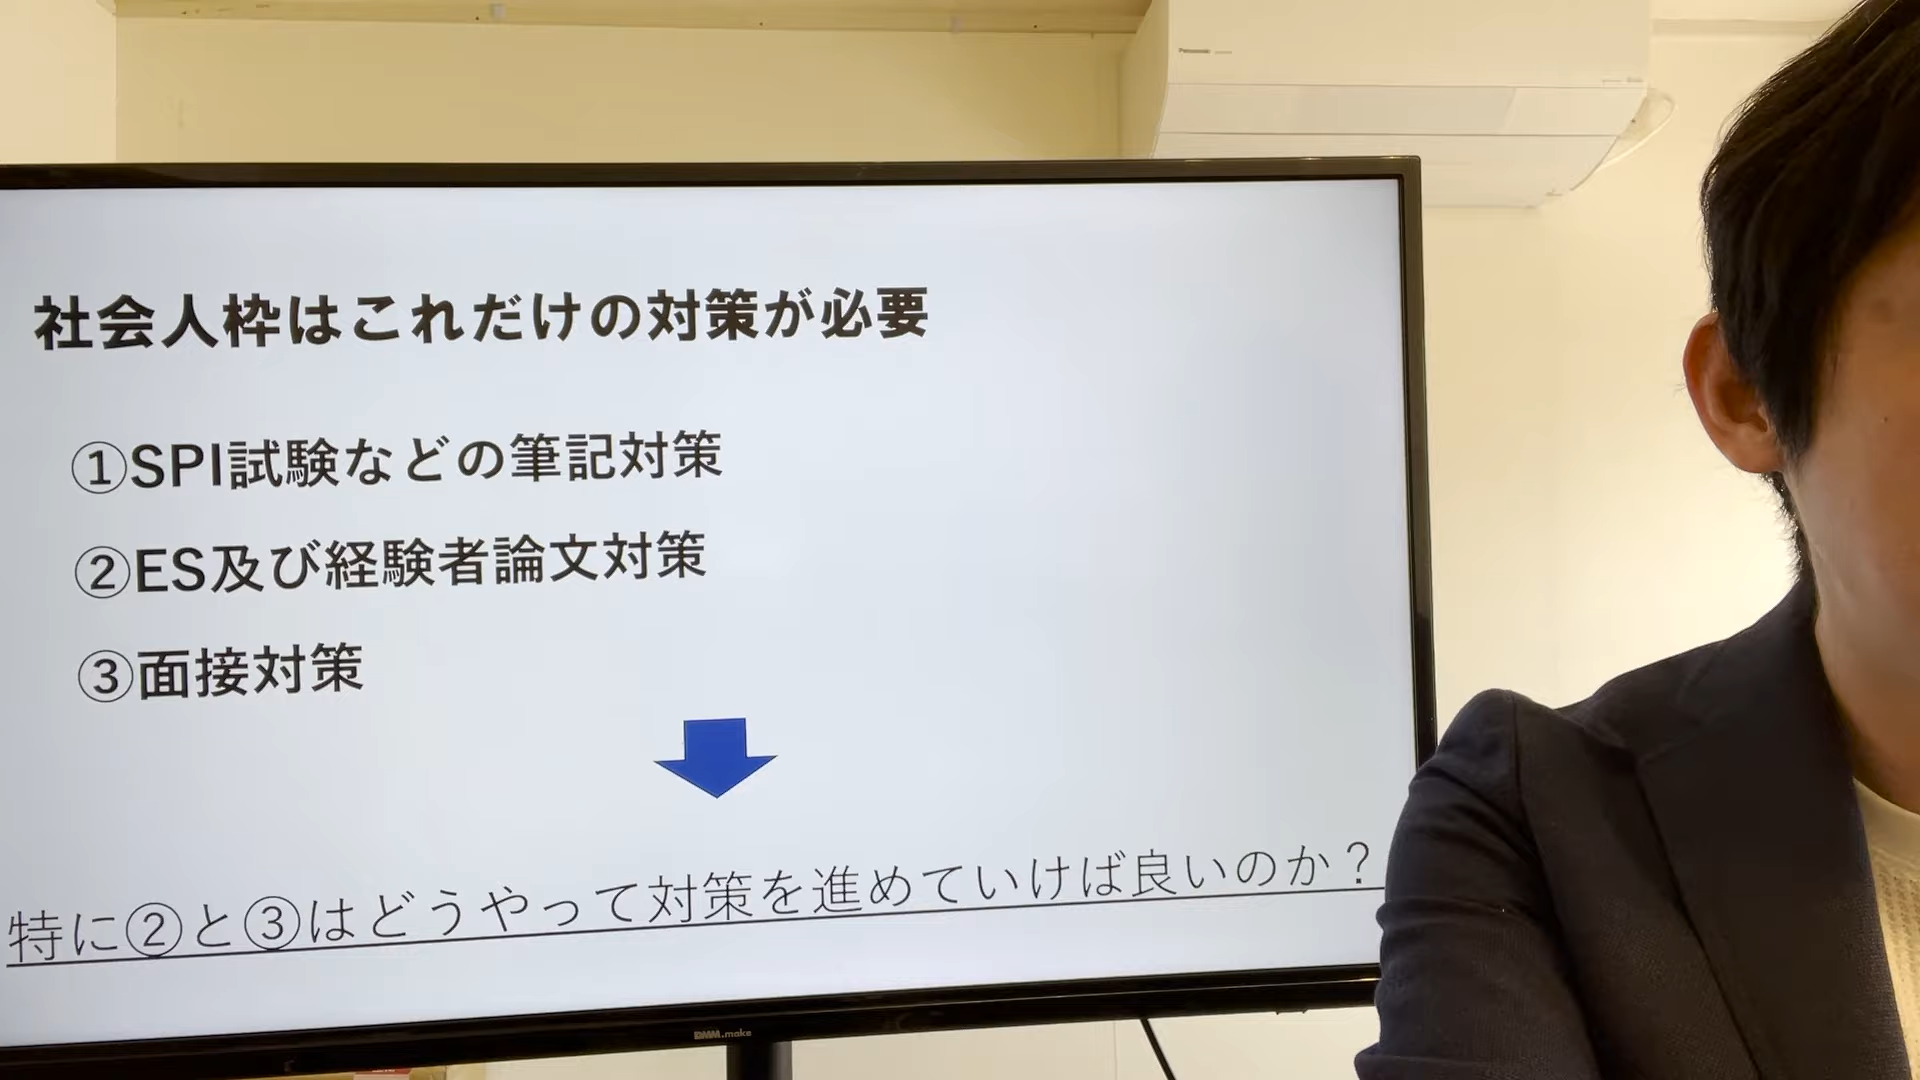 Panasonic
社会人枠はこれだけの対策が必要
①SPI試験などの筆記対策
②ES及び経験者論文対策
③面接対策
特に②と③はどうやって対策を進めていけば良いのか？
DMM.make